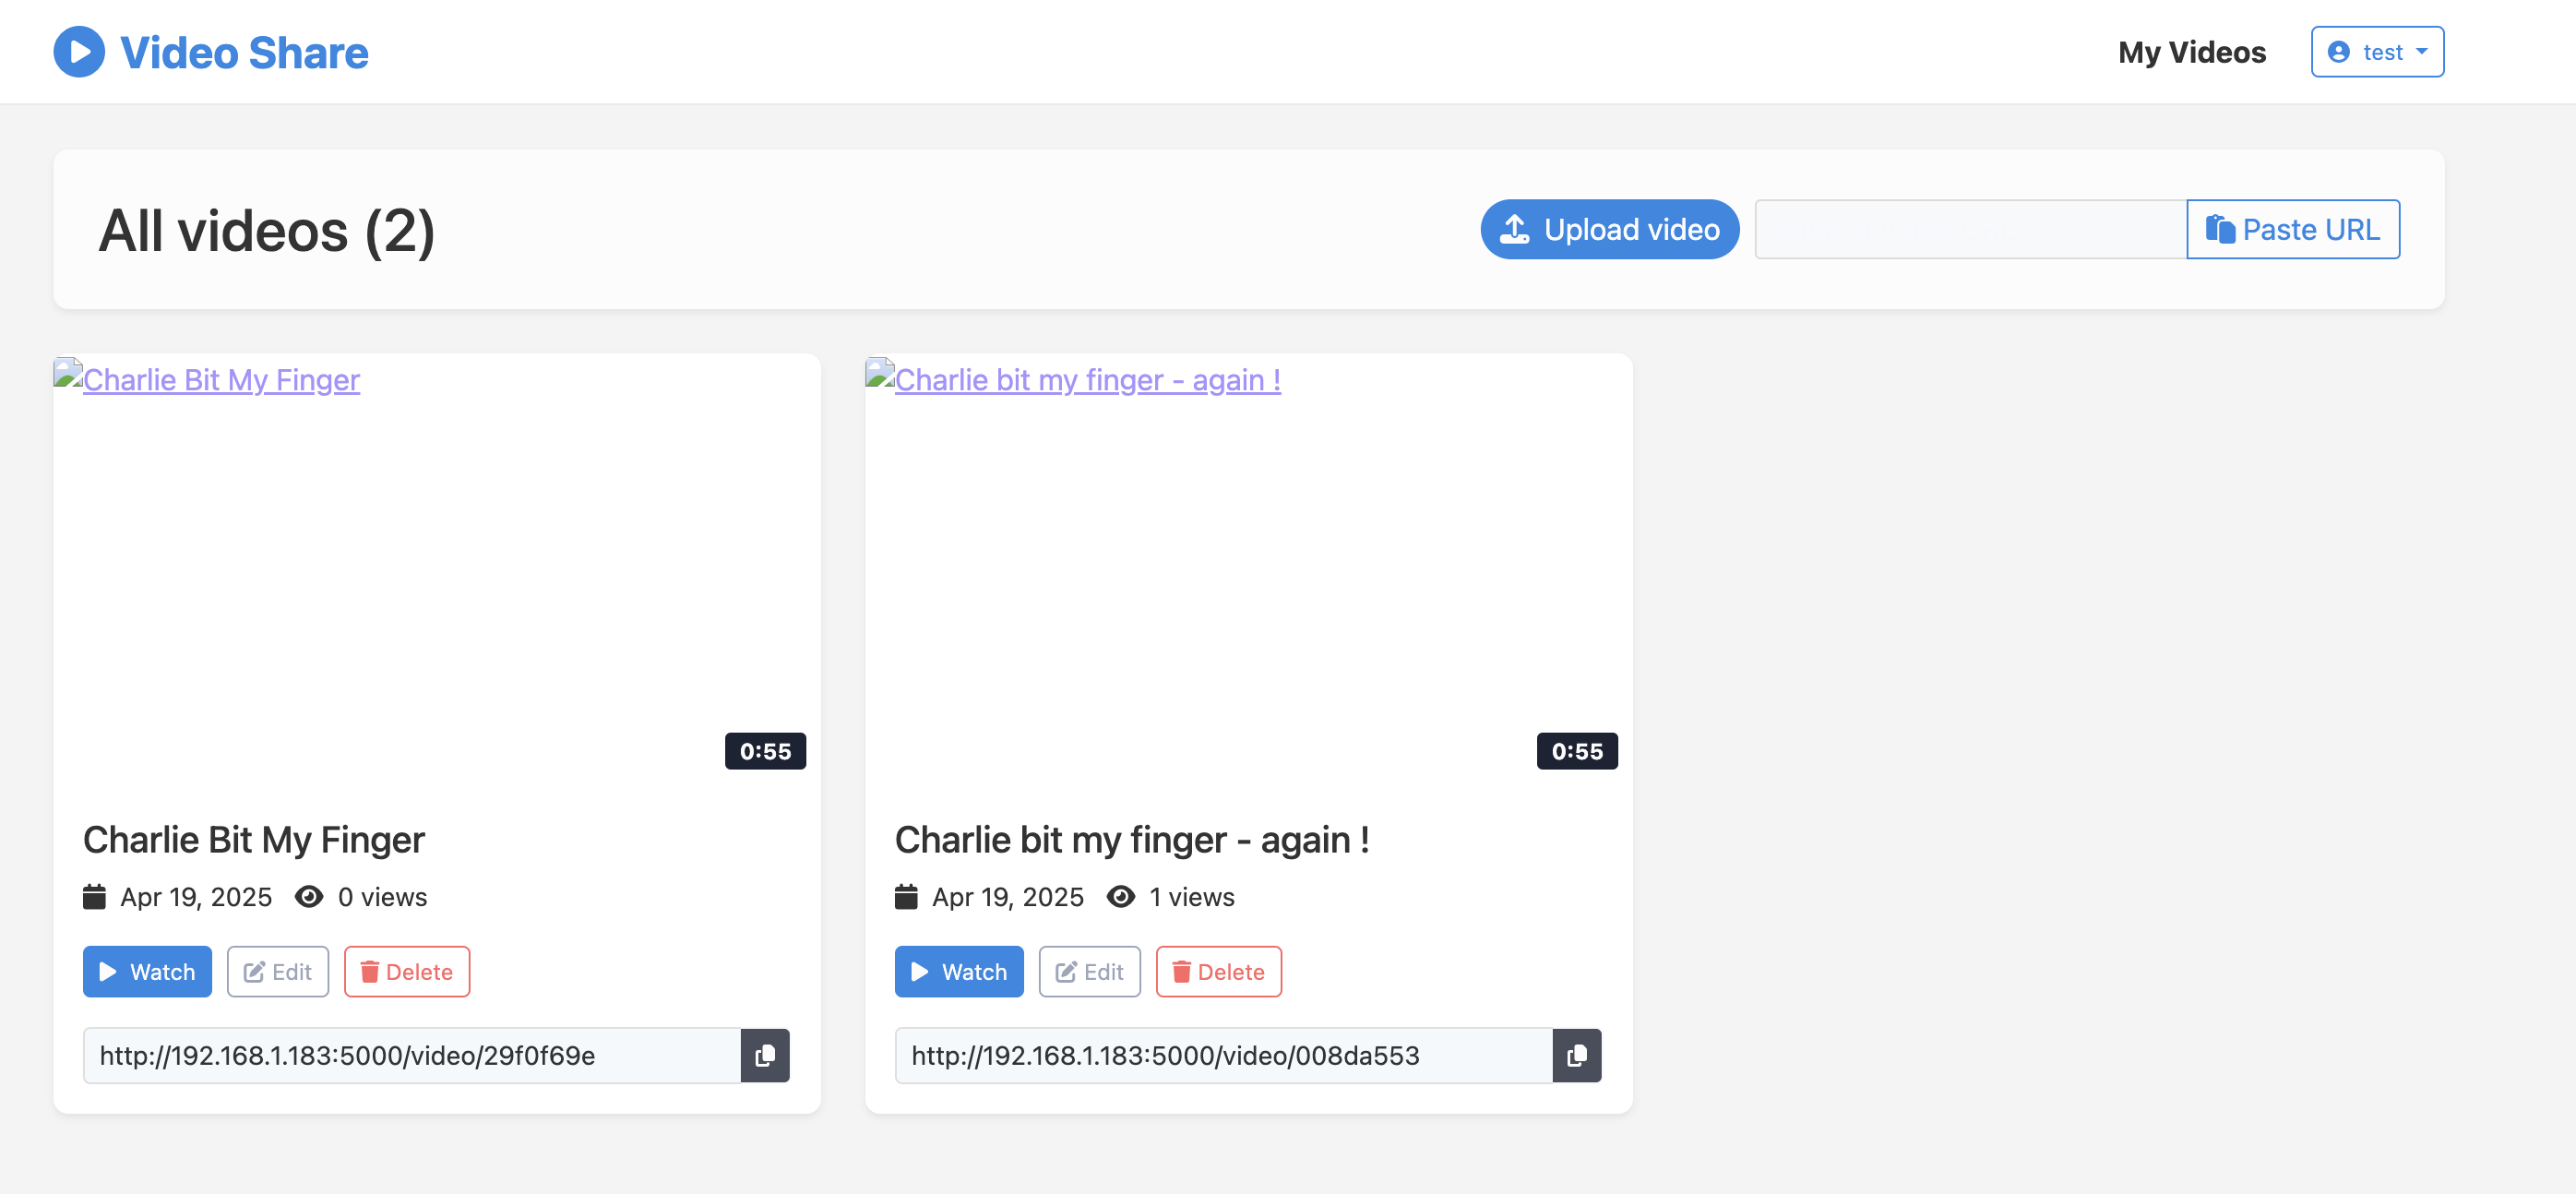 Video Share
My Videos
test
All videos (2)
Upload video
Paste URL
Charlie Bit My Finger
0:55
Charlie Bit My Finger
Apr 19, 2025 0 views
Watch Edit Delete
http://192.168.1.183:5000/video/29f0f69e
Charlie bit my finger - again !
0:55
Charlie bit my finger - again !
Apr 19, 2025 1 views
Watch Edit Delete
http://192.168.1.183:5000/video/008da553